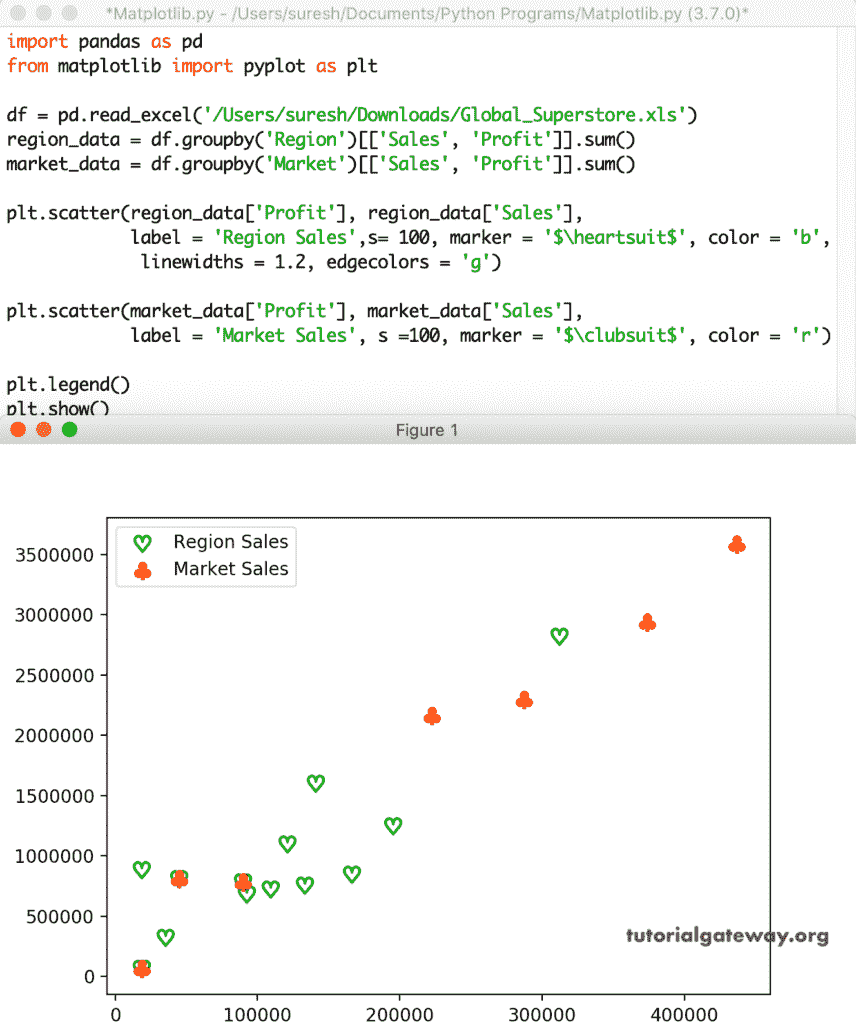 *Matplotlib.py - /Users/suresh/Documents/Python Programs/Matplotlib.py (3.7.0)*
import pandas as pd
from matplotlib import pyplot as plt
df = pd.read_excel('/Users/suresh/Downloads/Global_Superstore.xls')
region_data = df.groupby('Region')[['Sales', 'Profit']].sum()
market_data = df.groupby('Market')[['Sales', 'Profit']].sum()
plt.scatter(region_data['Profit'], region_data['Sales'],
label = 'Region Sales',s= 100, marker = '$\heartsuit$', color = 'b',
linewidths = 1.2, edgecolors = 'g')
plt.scatter(market_data['Profit'], market_data['Sales'],
label = 'Market Sales', s =100, marker = '$\clubsuit$', color = 'r')
plt.legend()
plt.show()
Figure 1
Region Sales
Market Sales
3500000
3000000
2500000
2000000
1500000
1000000
500000
0
tutorialgateway.org
0 100000 200000 300000 400000